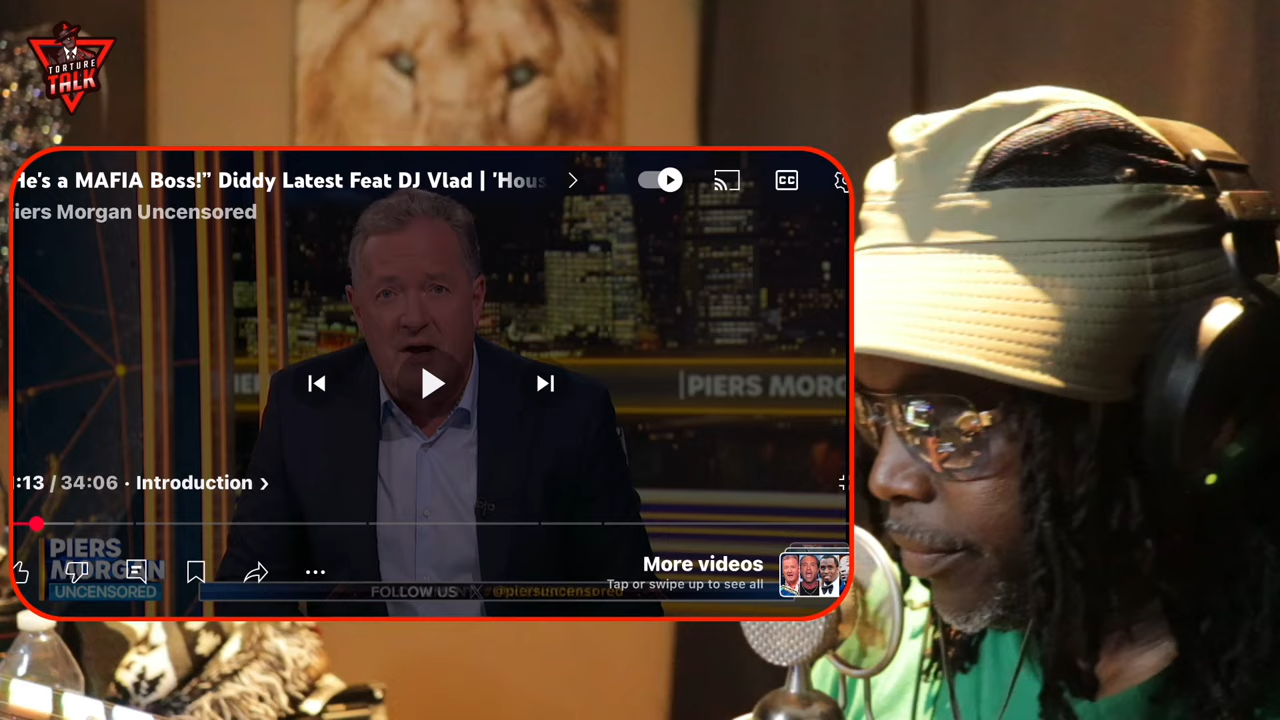 TORTURE
TALK
He's a MAFIA Boss!” Diddy Latest Feat DJ Vlad | 'Hous
iers Morgan Uncensored
PIERS MORG
:13 / 34:06 · Introduction
PIERS
MORGAN
UNCENSORED
More videos
Tap or swipe up to see all
FOLLOW US X @piersuncensored